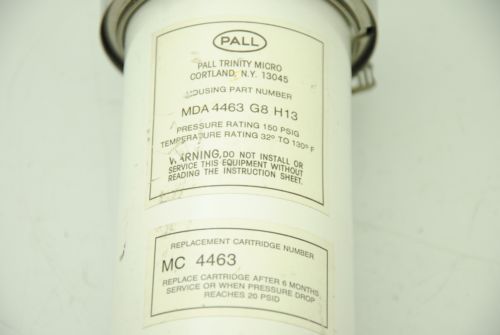 PALL
PALL TRINITY MICRO
CORTLAND, N.Y. 13045
HOUSING PART NUMBER
MDA 4463 G8 H13
PRESSURE RATING 150 PSIG
TEMPERATURE RATING 32° TO 130° F
WARNING, DO NOT INSTALL OR
SERVICE THIS EQUIPMENT WITHOUT
READING THE INSTRUCTION SHEET.
REPLACEMENT CARTRIDGE NUMBER
MC 4463
REPLACE CARTRIDGE AFTER 6 MONTHS
SERVICE OR WHEN PRESSURE DROP
REACHES 20 PSID